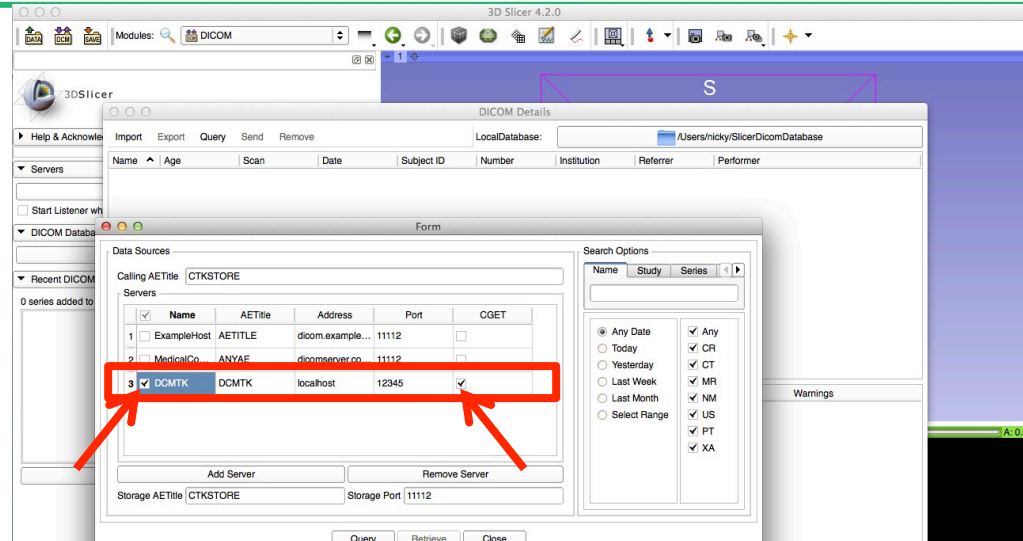 3D Slicer 4.2.0
DATA DCM SAVE Modules: DICOM
1
3DSlicer
S
DICOM Details
Help & Acknowle
Import Export Query Send Remove LocalDatabase: /Users/nicky/SlicerDicomDatabase
Name Age Scan Date Subject ID Number Institution Referrer Performer
Servers
Start Listener wh
Form
DICOM Databa
Data Sources
Search Options
Calling AETitle CTKSTORE
Name Study Series
Recent DICOM
Servers
0 series added to
Name AETitle Address Port CGET
1 ExampleHost AETITLE dicom.example... 11112
2 MedicalCo... ANYAE dicomserver.co... 11112
3 DCMTK DCMTK localhost 12345
Any Date Any
Today CR
Yesterday CT
Last Week MR
Last Month NM
Select Range US
PT
XA
Warnings
A: 0.
Add Server Remove Server
Storage AETitle CTKSTORE Storage Port 11112
Query Retrieve Close